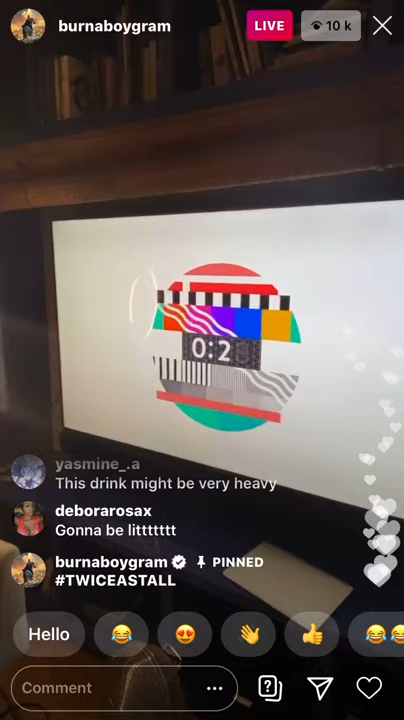 burnaboygram
LIVE
10 k
0:2
yasmine_.a
This drink might be very heavy
deborarosax
Gonna be litttttt
burnaboygram PINNED
#TWICEASTALL
Hello
Comment